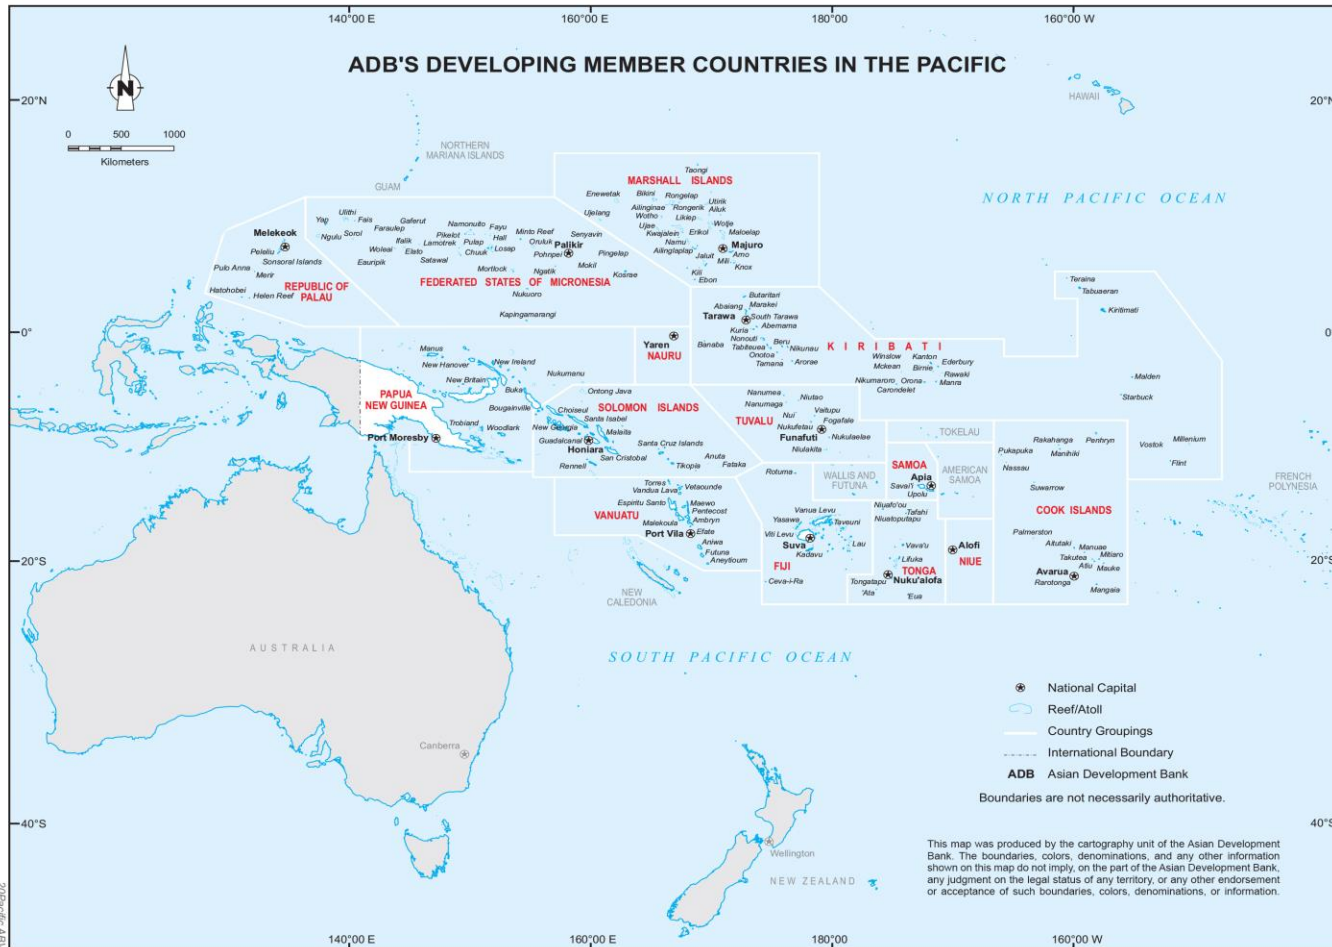 140°00' E
160°00' E
180°00'
160°00' W
ADB'S DEVELOPING MEMBER COUNTRIES IN THE PACIFIC
N
20°N
20°N
0 500 1000
Kilometers
HAWAII
NORTHERN
MARIANA ISLANDS
GUAM
NORTH PACIFIC OCEAN
MARSHALL ISLANDS
Taongi
Enewetak
Bikini
Rongelap
Utirik
Ailinginae
Rongerik
Ailuk
Ujelang
Wotho
Likiep
Wotje
Ujae
Kwajalein
Erikol
Maloelap
Namu
Majuro
Ailinglaplap
Jaluit
Arno
Mili
Knox
Kili
Ebon
Melekeok
Peleliu
Sonsoral Islands
Pulo Anna
Merir
Hatohobei
Helen Reef
REPUBLIC OF
PALAU
Yap
Ulithi
Fais
Ngulu
Sorol
Faraulep
Gaferut
Woleai
Ifalik
Elato
Eauripik
Lamotrek
Satawal
Pikelot
Namonuito
Pulap
Chuuk
Fayu
Hall
Losap
Minto Reef
Oruluk
Senyavin
Palikir
Pohnpei
Mokil
Pingelap
Ngatik
Mortlock
Kosrae
FEDERATED STATES OF MICRONESIA
Nukuoro
Kapingamarangi
0°
0°
Yaren
NAURU
Butaritari
Abaiang
Marakei
Tarawa
South Tarawa
Kuria
Abemama
Nonouti
Banaba
Tabiteuea
Beru
Nikunau
Onotoa
Tamana
Arorae
KIRIBATI
Winslow
Kanton
Mckean
Birnie
Ederbury
Rawaki
Nikumaroro
Orona
Manra
Carondelet
Teraina
Tabuaeran
Kiritimati
Malden
Starbuck
Vostok
Millenium
Flint
Manus
New Hanover
New Ireland
New Britain
Nukumanu
Buka
Bougainville
PAPUA
NEW GUINEA
Trobiand
Woodlark
Port Moresby
Ontong Java
SOLOMON ISLANDS
Choiseul
Santa Isabel
New Georgia
Malaita
Guadalcanal
Honiara
San Cristobal
Rennell
Santa Cruz Islands
Anuta
Fataka
Tikopia
Nanumea
Niutao
Nanumaga
TUVALU
Nui
Vaitupu
Nukufetau
Fogafale
Funafuti
Nukulaelae
Niulakita
TOKELAU
WALLIS AND
FUTUNA
SAMOA
Apia
Savai'i
Upolu
AMERICAN
SAMOA
Pukapuka
Rakahanga
Penrhyn
Manihiki
Nassau
Suwarrow
COOK ISLANDS
Palmerston
Aitutaki
Manuae
Takutea
Mitiaro
Atiu
Mauke
Avarua
Rarotonga
Mangaia
FRENCH
POLYNESIA
Torres
Vandua Lava
Vetaounde
Espiritu Santo
Maewo
Pentecost
VANUATU
Malekoula
Ambryn
Port Vila
Efate
Aniwa
Futuna
Aneytioum
Rotuma
Vanua Levu
Yasawa
Taveuni
Viti Levu
Suva
Lau
Kadavu
FIJI
Ceva-i-Ra
Niuafo'ou
Tafahi
Niuatoputapu
Vava'u
Lifuka
TONGA
Tongatapu
Nuku'alofa
'Ata
'Eua
Alofi
NIUE
20°S
20°S
NEW
CALEDONIA
AUSTRALIA
SOUTH PACIFIC OCEAN
Canberra
National Capital
Reef/Atoll
Country Groupings
International Boundary
ADB Asian Development Bank
Boundaries are not necessarily authoritative.
40°S
40°S
Wellington
NEW ZEALAND
This map was produced by the cartography unit of the Asian Development
Bank. The boundaries, colors, denominations, and any other information
shown on this map do not imply, on the part of the Asian Development Bank,
any judgment on the legal status of any territory, or any other endorsement
or acceptance of such boundaries, colors, denominations, or information.
140°00' E
160°00' E
180°00'
160°00' W